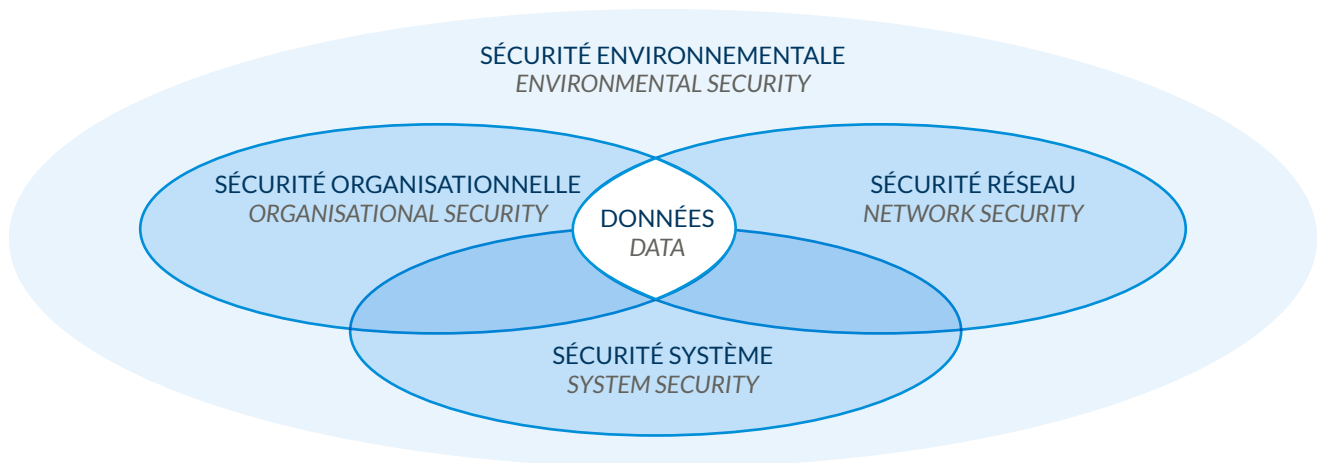 SÉCURITÉ ENVIRONNEMENTALE
ENVIRONMENTAL SECURITY
SÉCURITÉ ORGANISATIONNELLE
ORGANISATIONAL SECURITY
DONNÉES
DATA
SÉCURITÉ RÉSEAU
NETWORK SECURITY
SÉCURITÉ SYSTÈME
SYSTEM SECURITY